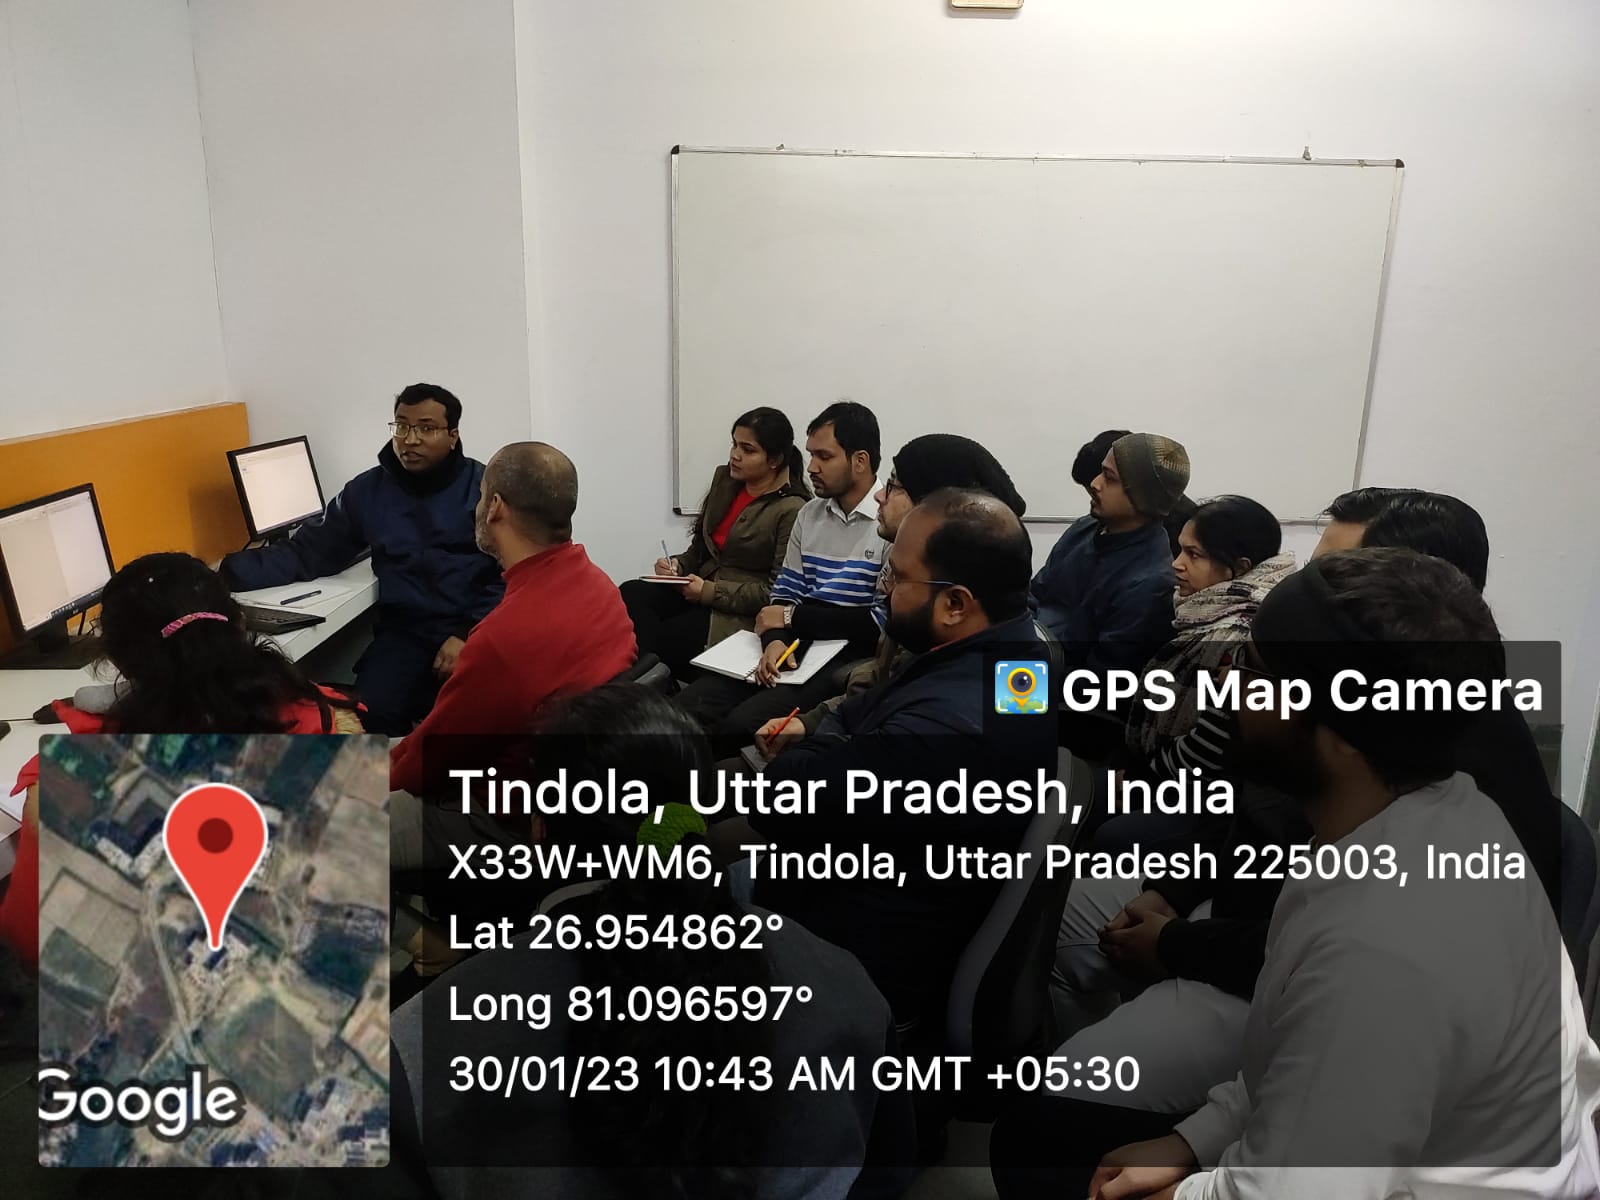 GPS Map Camera
Tindola, Uttar Pradesh, India
X33W+WM6, Tindola, Uttar Pradesh 225003, India
Lat 26.954862°
Long 81.096597°
30/01/23 10:43 AM GMT +05:30
Google